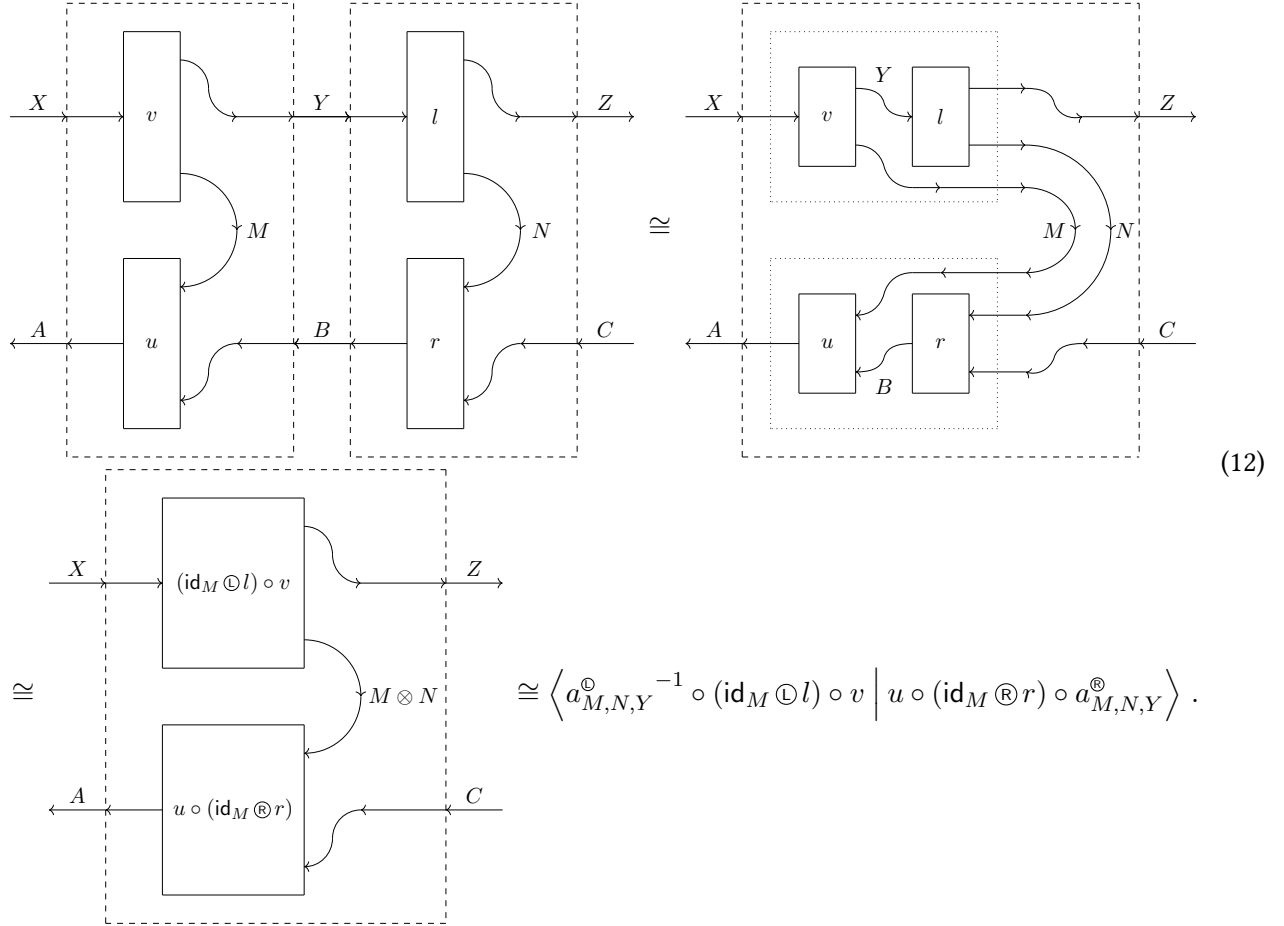 X v Y l Z X v Y l Z
M N ≅ M N
A u B r C A u B r C
(12)
X (id_M Ⓛ l) ∘ v Z
≅ M ⊗ N ≅ ⟨ a^Ⓛ_{M,N,Y}^{-1} ∘ (id_M Ⓛ l) ∘ v | u ∘ (id_M Ⓡ r) ∘ a^Ⓡ_{M,N,Y} ⟩ .
A u ∘ (id_M Ⓡ r) C